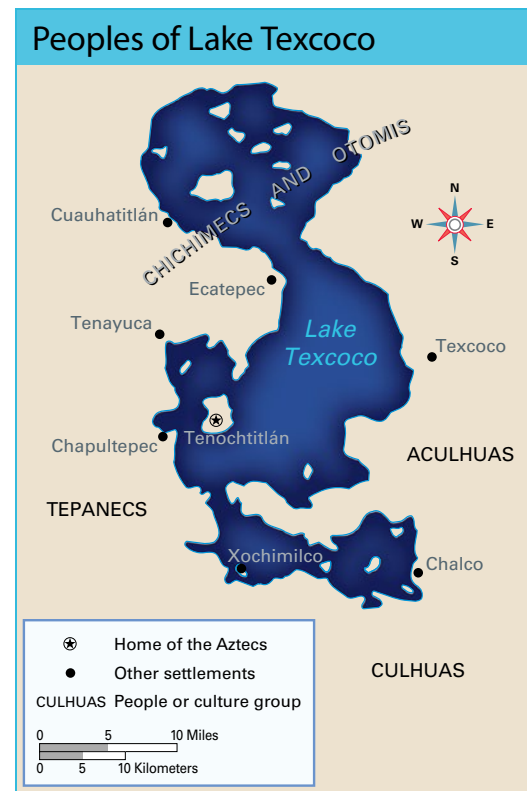 Peoples of Lake Texcoco
CHICHIMECS AND OTOMIS
Cuauhatitlán
N
W E
S
Ecatepec
Tenayuca
Lake
Texcoco
Texcoco
Tenochtitlán
Chapultepec
ACULHUAS
TEPANECS
Xochimilco
Chalco
CULHUAS
Home of the Aztecs
Other settlements
CULHUAS People or culture group
0 5 10 Miles
0 5 10 Kilometers